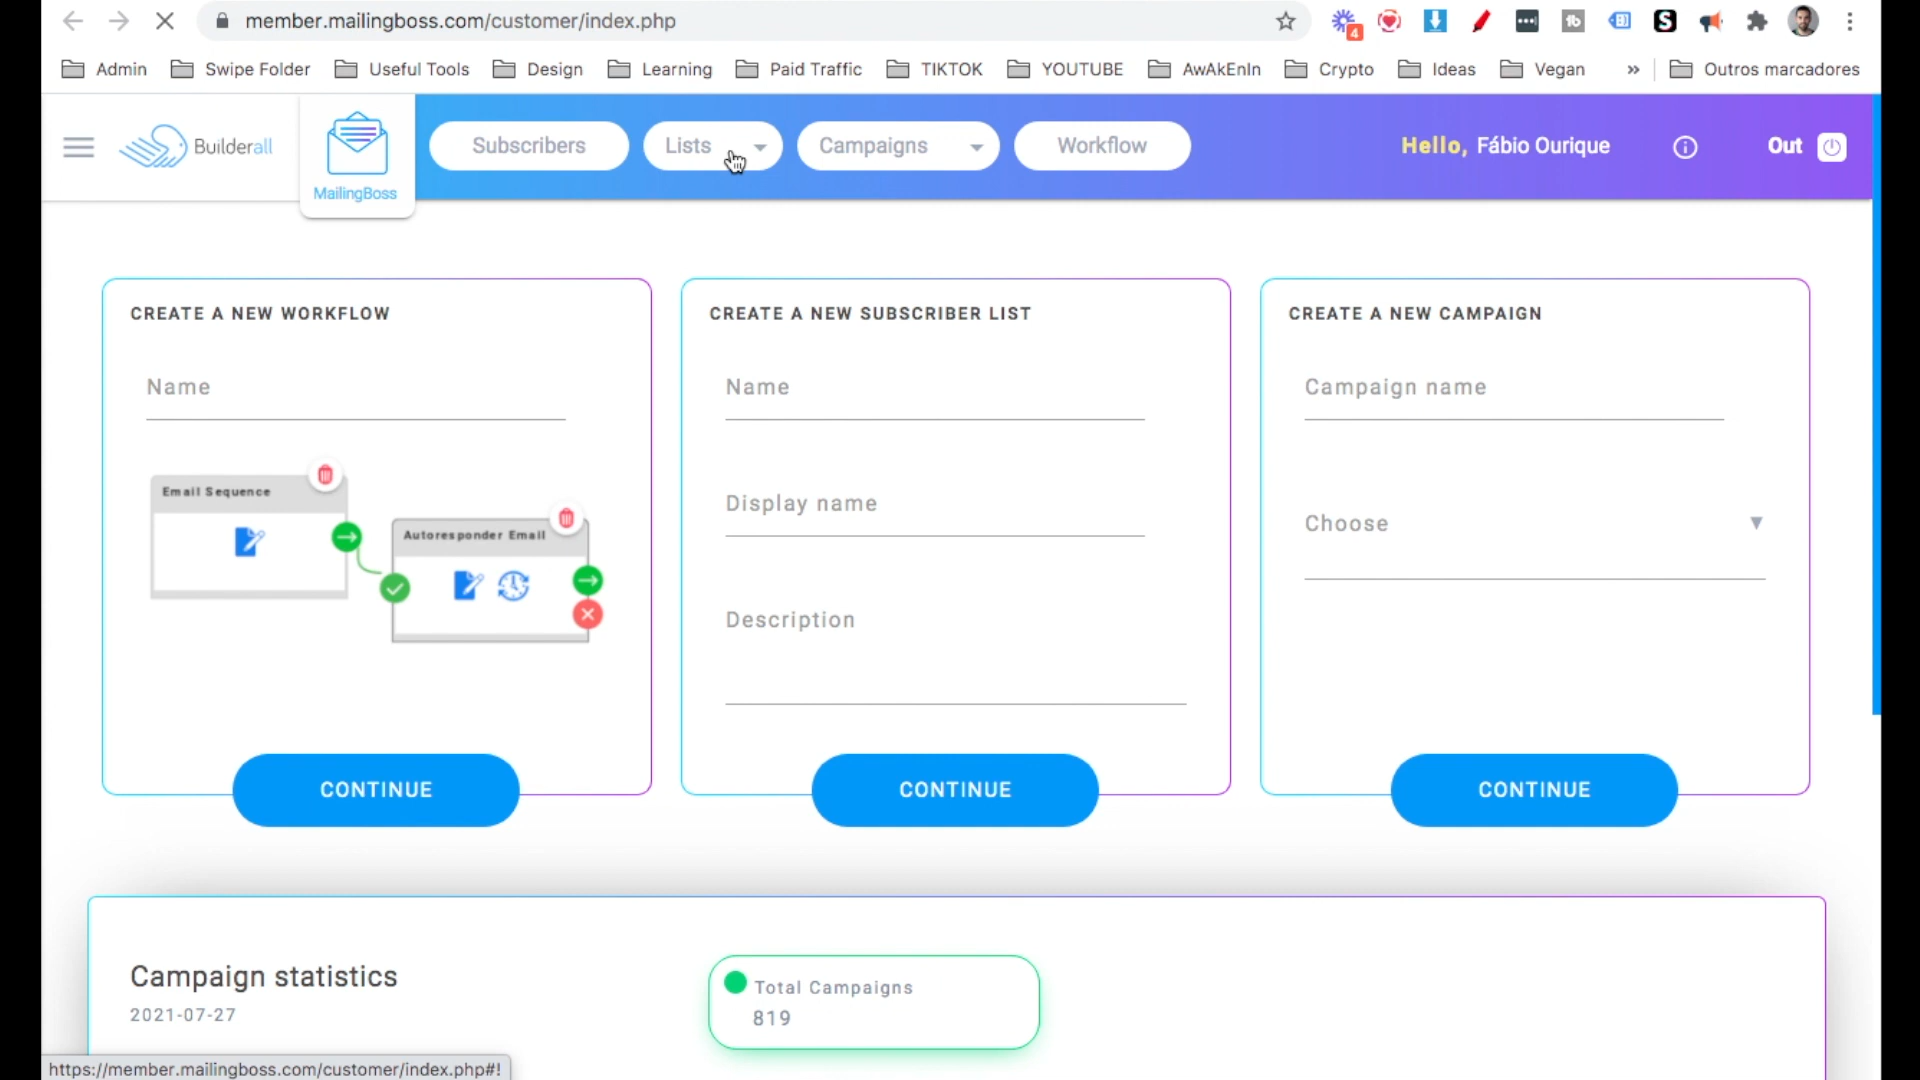 member.mailingboss.com/customer/index.php
4
Admin Swipe Folder Useful Tools Design Learning Paid Traffic TIKTOK YOUTUBE AwAkEnIn Crypto Ideas Vegan » Outros marcadores
Builderall
MailingBoss
Subscribers Lists Campaigns Workflow
Hello, Fábio Ourique
Out
CREATE A NEW WORKFLOW
Name
Email Sequence
Autoresponder Email
CONTINUE
CREATE A NEW SUBSCRIBER LIST
Name
Display name
Description
CONTINUE
CREATE A NEW CAMPAIGN
Campaign name
Choose
CONTINUE
Campaign statistics
2021-07-27
Total Campaigns
819
https://member.mailingboss.com/customer/index.php#!